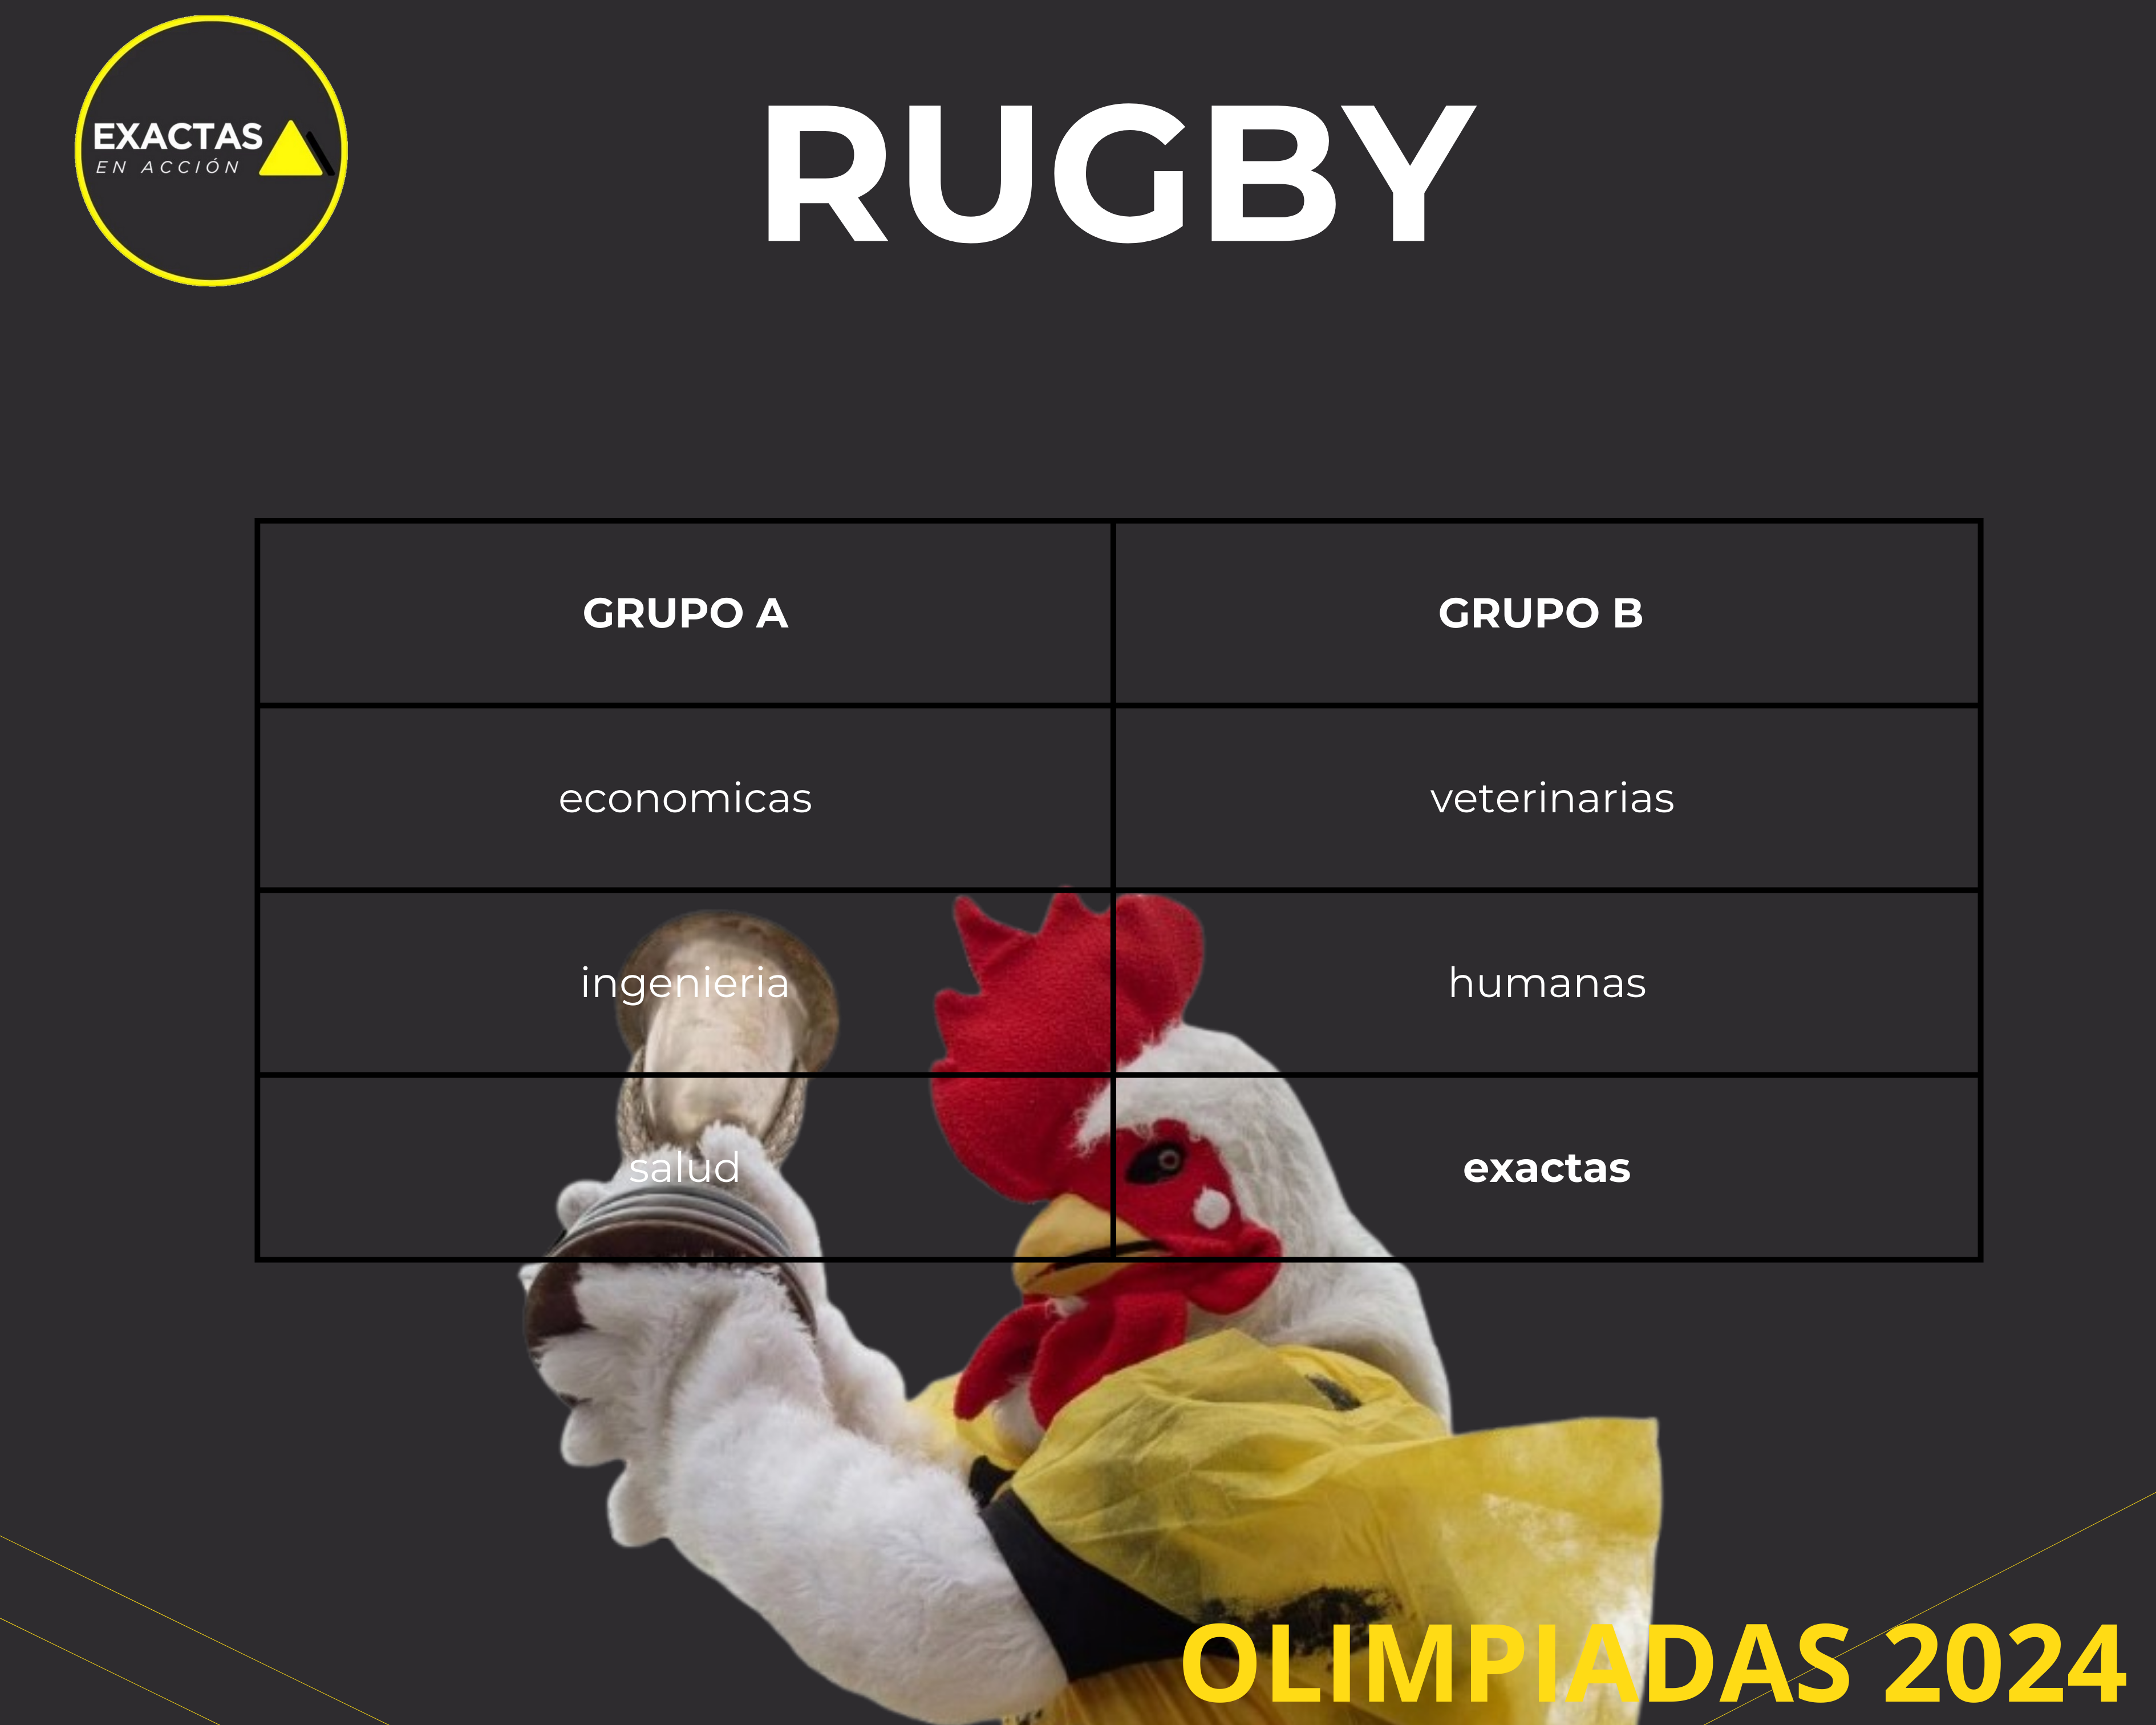 EXACTAS
EN ACCIÓN
RUGBY
GRUPO A GRUPO B
economicas veterinarias
ingenieria humanas
salud exactas
OLIMPIADAS 2024